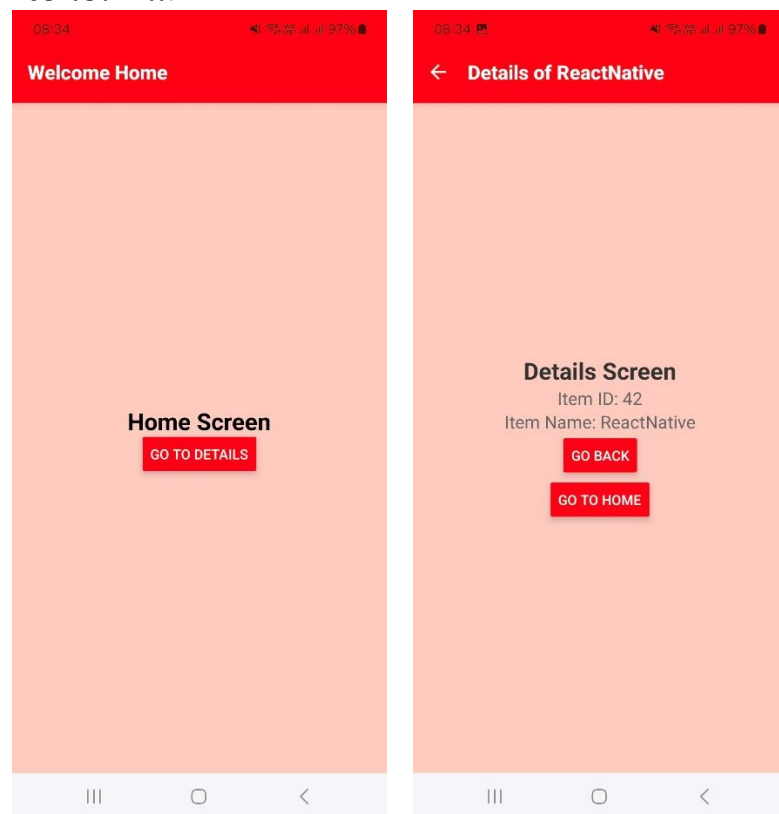 08:34
97%
Welcome Home
Home Screen
GO TO DETAILS
08:34
97%
Details of ReactNative
Details Screen
Item ID: 42
Item Name: ReactNative
GO BACK
GO TO HOME